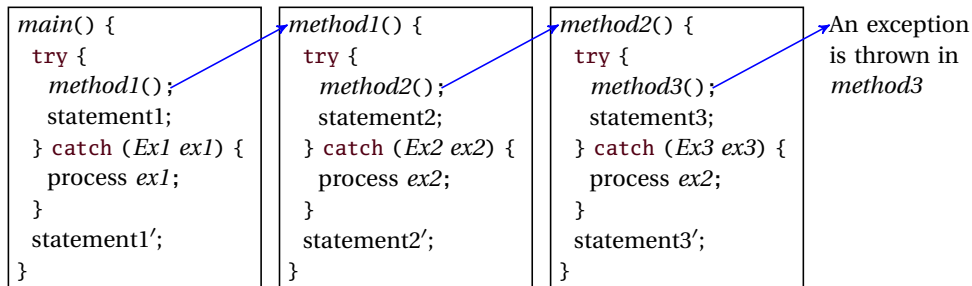 main() {
try {
method1();
statement1;
} catch (Ex1 ex1) {
process ex1;
}
statement1′;
}
method1() {
try {
method2();
statement2;
} catch (Ex2 ex2) {
process ex2;
}
statement2′;
}
method2() {
try {
method3();
statement3;
} catch (Ex3 ex3) {
process ex2;
}
statement3′;
}
An exception
is thrown in
method3